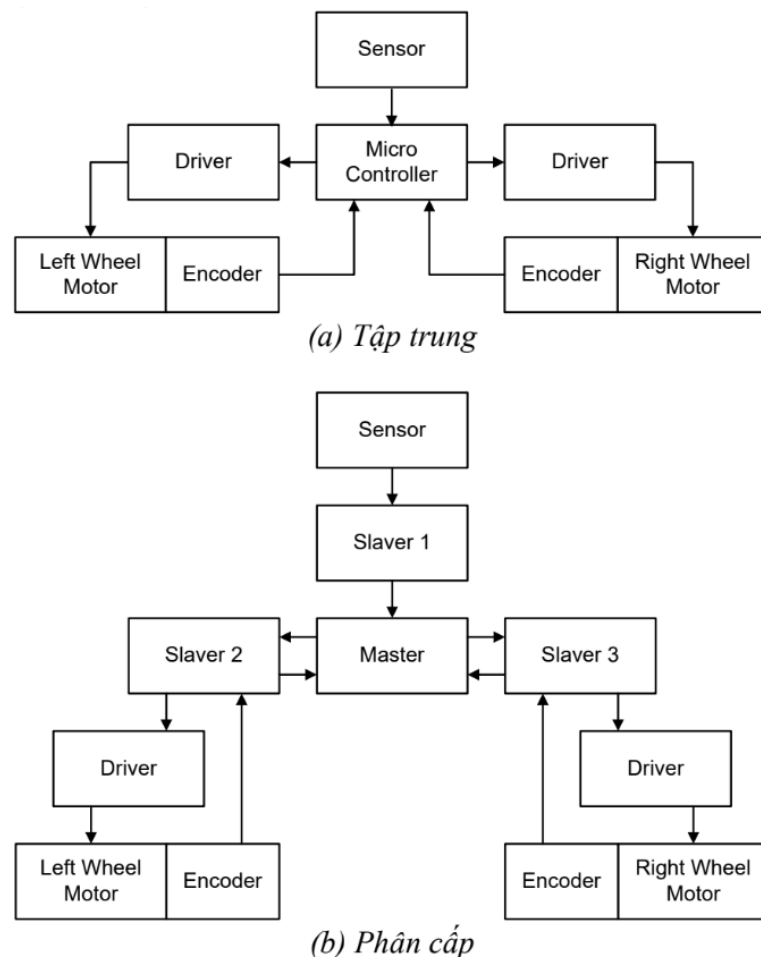 Sensor
Driver
Micro
Controller
Driver
Left Wheel
Motor
Encoder
Encoder
Right Wheel
Motor
(a) Tập trung
Sensor
Slaver 1
Slaver 2
Master
Slaver 3
Driver
Driver
Left Wheel
Motor
Encoder
Encoder
Right Wheel
Motor
(b) Phân cấp